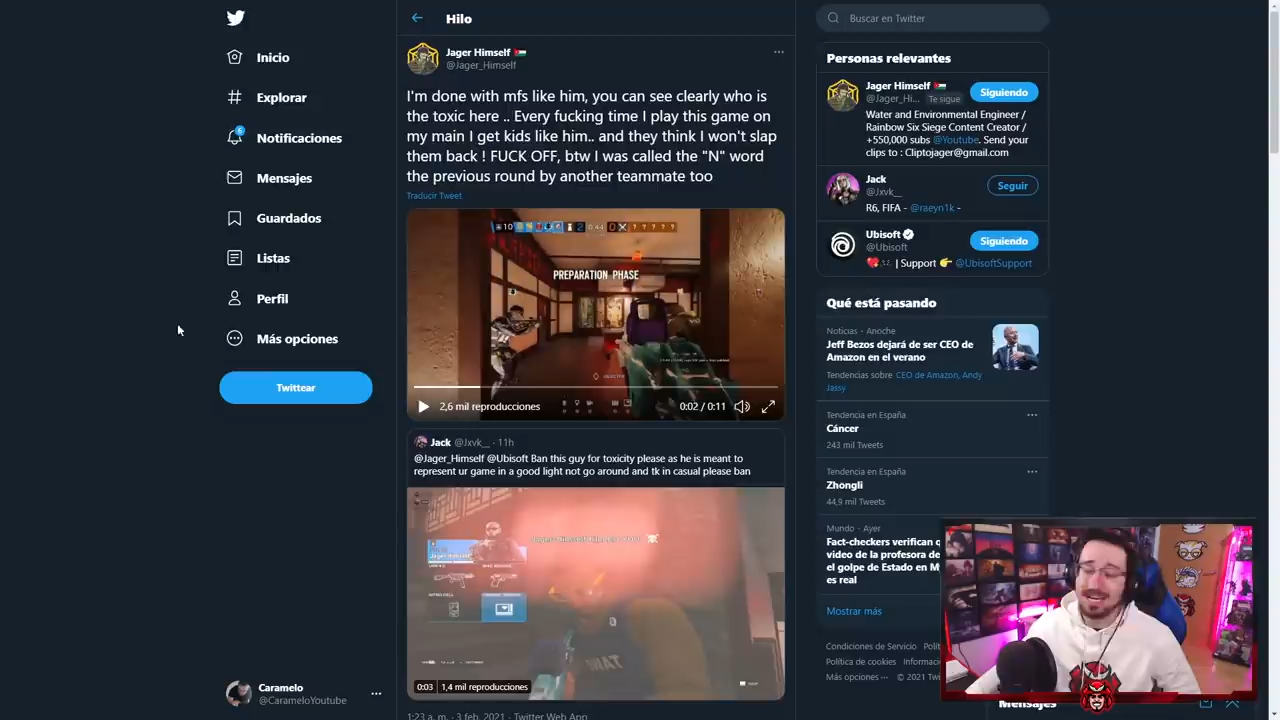 Inicio
Explorar
6
Notificaciones
Mensajes
Guardados
Listas
Perfil
Más opciones
Twittear
Caramelo
@CarameloYoutube
Hilo
Jager Himself
@Jager_Himself
I'm done with mfs like him, you can see clearly who is
the toxic here .. Every fucking time I play this game on
my main I get kids like him.. and they think I won't slap
them back ! FUCK OFF, btw I was called the "N" word
the previous round by another teammate too
Traducir Tweet
10
2
0:44
0
PREPARATION PHASE
2,6 mil reproducciones
0:02 / 0:11
Jack @Jxvk__ · 11h
@Jager_Himself @Ubisoft Ban this guy for toxicity please as he is meant to
represent ur game in a good light not go around and tk in casual please ban
Jager Himself
0:03
1,4 mil reproducciones
1:23 a. m. · 3 feb. 2021 · Twitter Web App
Buscar en Twitter
Personas relevantes
Jager Himself
@Jager_Hi...
Te sigue
Siguiendo
Water and Environmental Engineer /
Rainbow Six Siege Content Creator /
+550,000 subs @Youtube. Send your
clips to : Cliptojager@gmail.com
Jack
@Jxvk__
Seguir
R6, FIFA - @raeyn1k -
Ubisoft
@Ubisoft
Siguiendo
| Support @UbisoftSupport
Qué está pasando
Noticias · Anoche
Jeff Bezos dejará de ser CEO de
Amazon en el verano
Tendencias sobre CEO de Amazon, Andy
Jassy
Tendencia en España
Cáncer
243 mil Tweets
Tendencia en España
Zhongli
44,9 mil Tweets
Mundo · Ayer
Fact-checkers verifican q
video de la profesora de
el golpe de Estado en M
es real
Mostrar más
Condiciones de Servicio
Política de cookies
Más opciones
© 2021 Tw
Mensajes